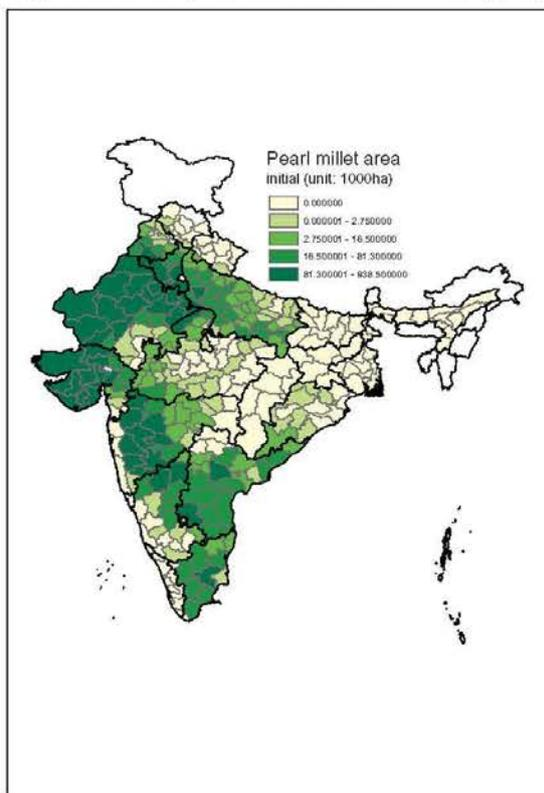 Pearl millet area
initial (unit: 1000ha)
0.000000
0.000001 - 2.750000
2.750001 - 16.500000
16.500001 - 81.300000
81.300001 - 938.500000